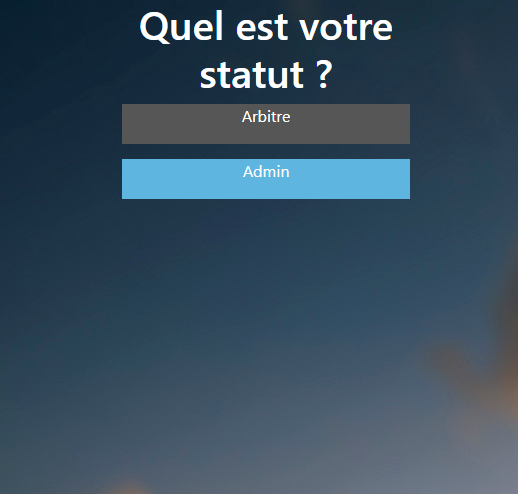 Quel est votre
statut ?
Arbitre
Admin